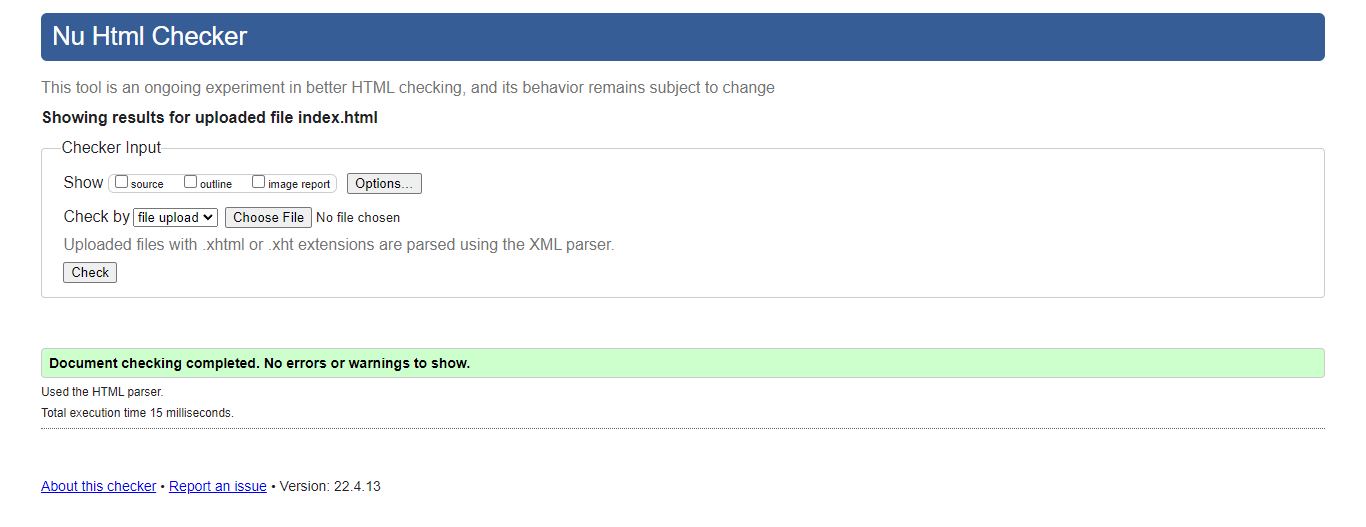 Nu Html Checker
This tool is an ongoing experiment in better HTML checking, and its behavior remains subject to change
Showing results for uploaded file index.html
Checker Input
Show source outline image report Options...
Check by file upload Choose File No file chosen
Uploaded files with .xhtml or .xht extensions are parsed using the XML parser.
Check
Document checking completed. No errors or warnings to show.
Used the HTML parser.
Total execution time 15 milliseconds.
About this checker • Report an issue • Version: 22.4.13